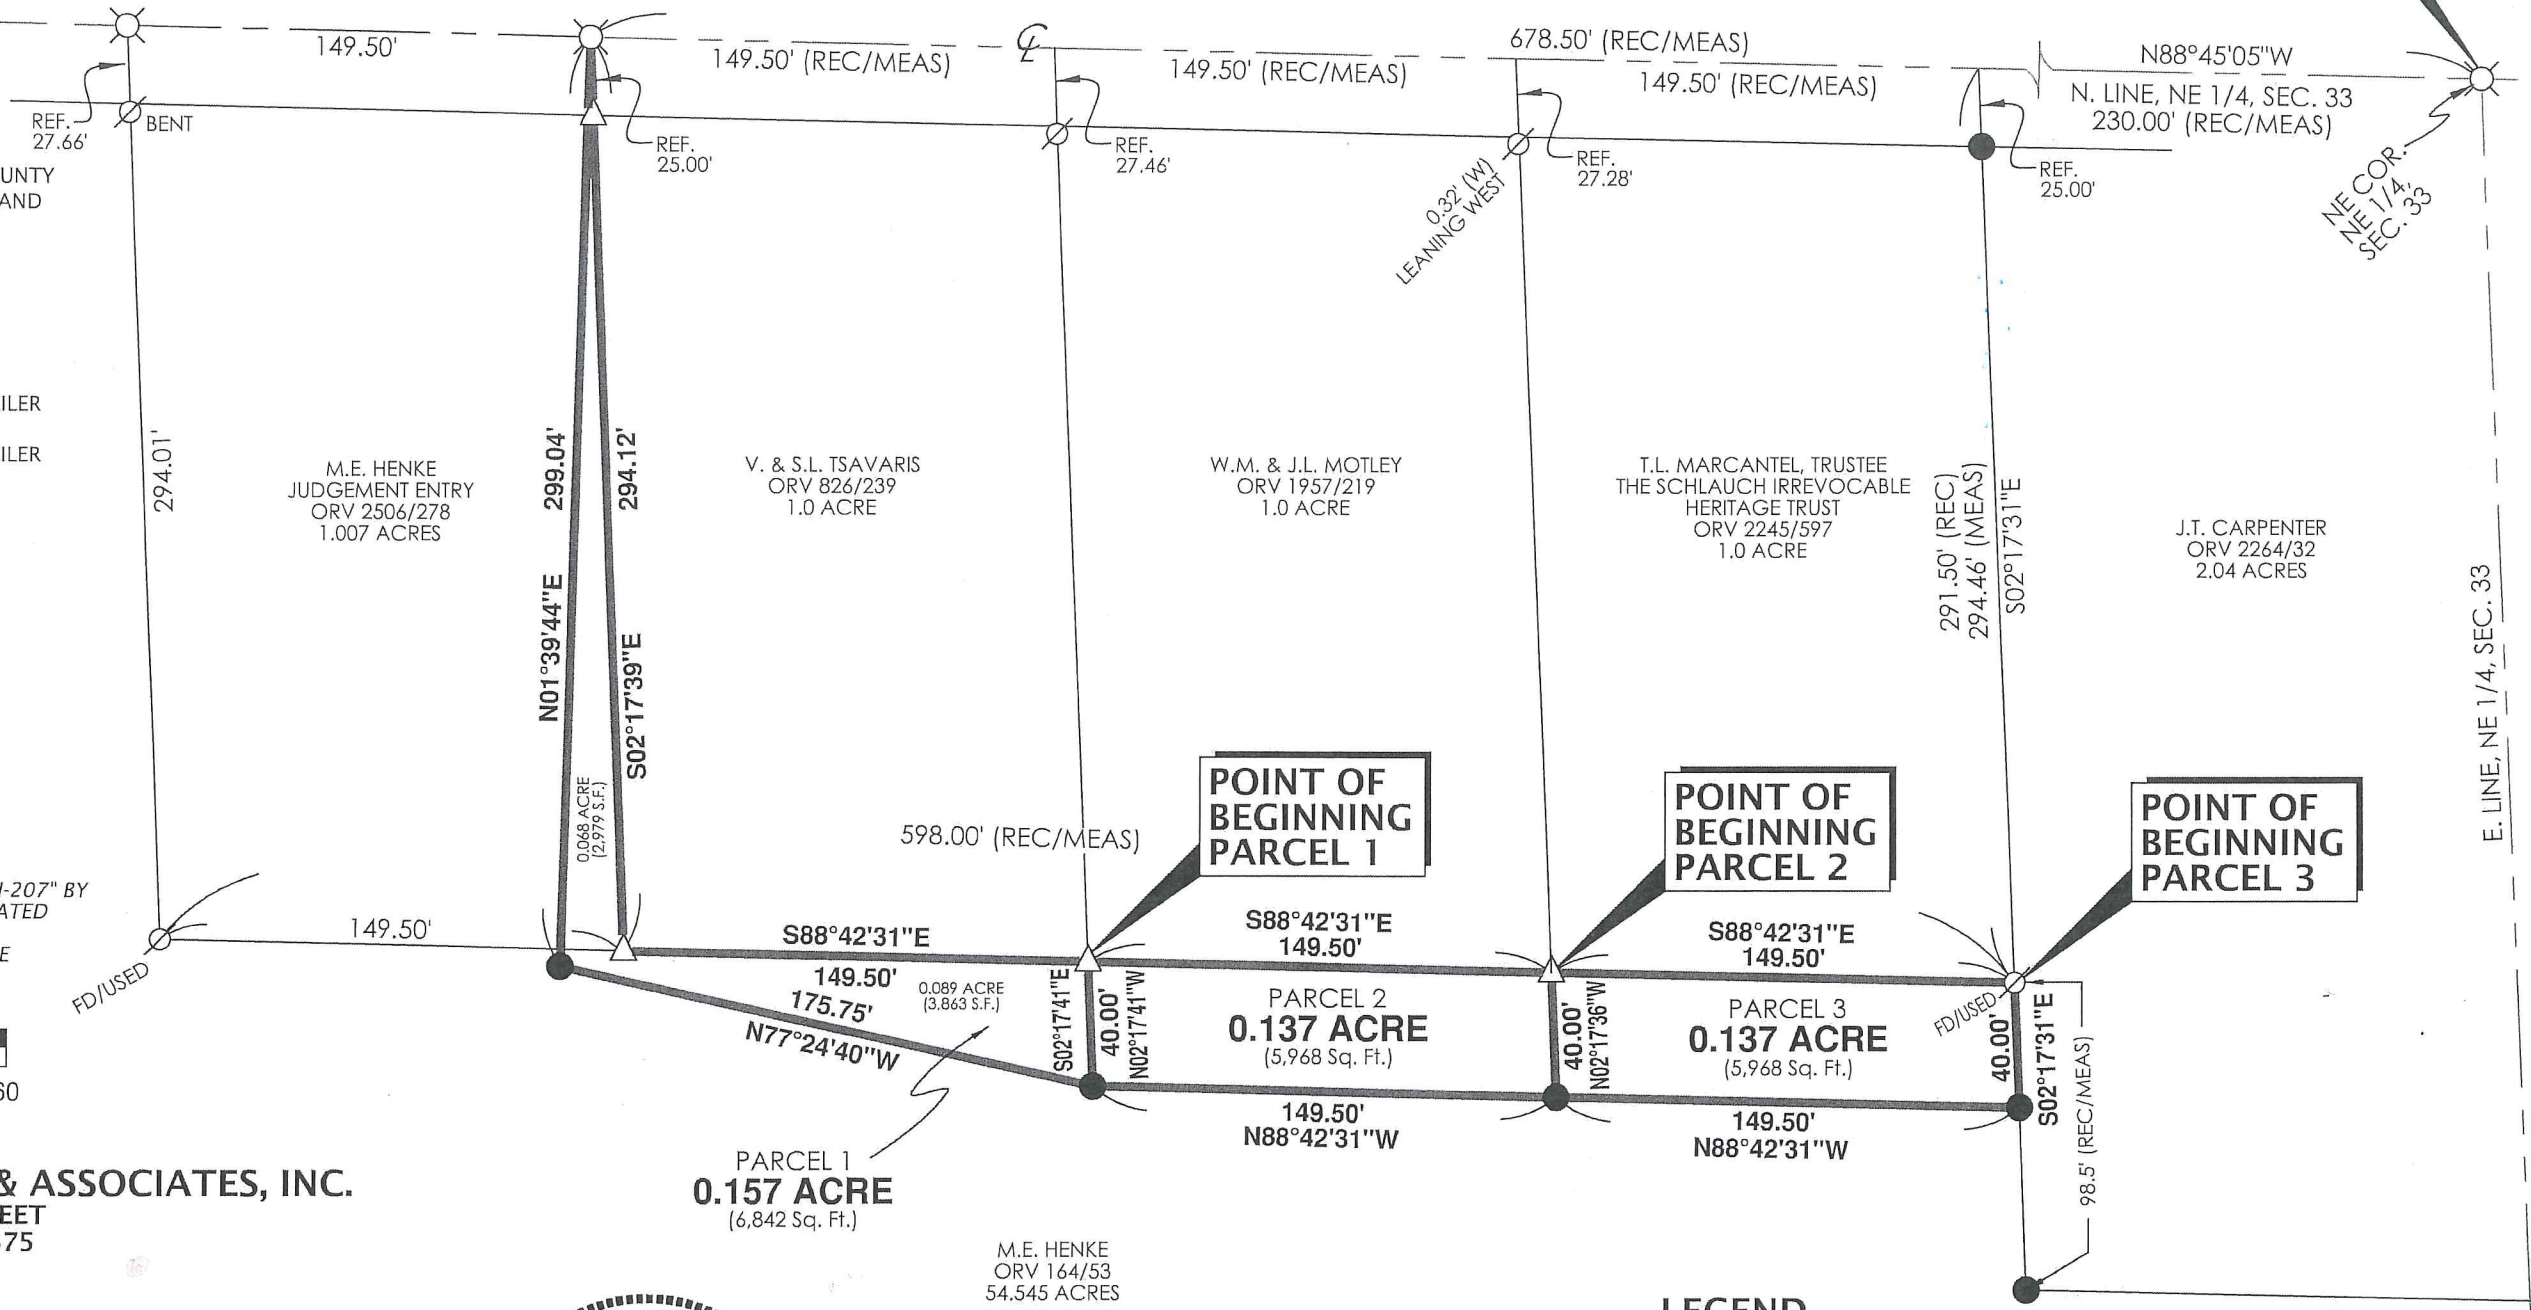 149.50'
149.50' (REC/MEAS)
℄
149.50' (REC/MEAS)
678.50' (REC/MEAS)
149.50' (REC/MEAS)
N88°45'05"W
N. LINE, NE 1/4, SEC. 33
230.00' (REC/MEAS)
REF.
27.66'
BENT
REF.
25.00'
REF.
27.46'
0.32' (W)
LEANING WEST
REF.
27.28'
REF.
25.00'
NE COR.
NE 1/4,
SEC. 33
UNTY
AND
ILER
ILER
294.01'
M.E. HENKE
JUDGEMENT ENTRY
ORV 2506/278
1.007 ACRES
299.04'
N01°39'44"E
294.12'
S02°17'39"E
0.068 ACRE
(2,979 S.F.)
V. & S.L. TSAVARIS
ORV 826/239
1.0 ACRE
W.M. & J.L. MOTLEY
ORV 1957/219
1.0 ACRE
T.L. MARCANTEL, TRUSTEE
THE SCHLAUCH IRREVOCABLE
HERITAGE TRUST
ORV 2245/597
1.0 ACRE
291.50' (REC)
294.46' (MEAS)
S02°17'31"E
J.T. CARPENTER
ORV 2264/32
2.04 ACRES
E. LINE, NE 1/4, SEC. 33
598.00' (REC/MEAS)
POINT OF
BEGINNING
PARCEL 1
POINT OF
BEGINNING
PARCEL 2
POINT OF
BEGINNING
PARCEL 3
-207" BY
ATED
E
FD/USED
149.50'
S88°42'31"E
149.50'
S88°42'31"E
149.50'
S88°42'31"E
149.50'
175.75'
N77°24'40"W
0.089 ACRE
(3,863 S.F.)
S02°17'41"E
40.00'
N02°17'41"W
PARCEL 2
0.137 ACRE
(5,968 Sq. Ft.)
40.00'
N02°17'36"W
PARCEL 3
0.137 ACRE
(5,968 Sq. Ft.)
FD/USED
40.00'
S02°17'31"E
98.5' (REC/MEAS)
149.50'
N88°42'31"W
149.50'
N88°42'31"W
60
PARCEL 1
0.157 ACRE
(6,842 Sq. Ft.)
& ASSOCIATES, INC.
EET
75
M.E. HENKE
ORV 164/53
54.545 ACRES
LEGEND